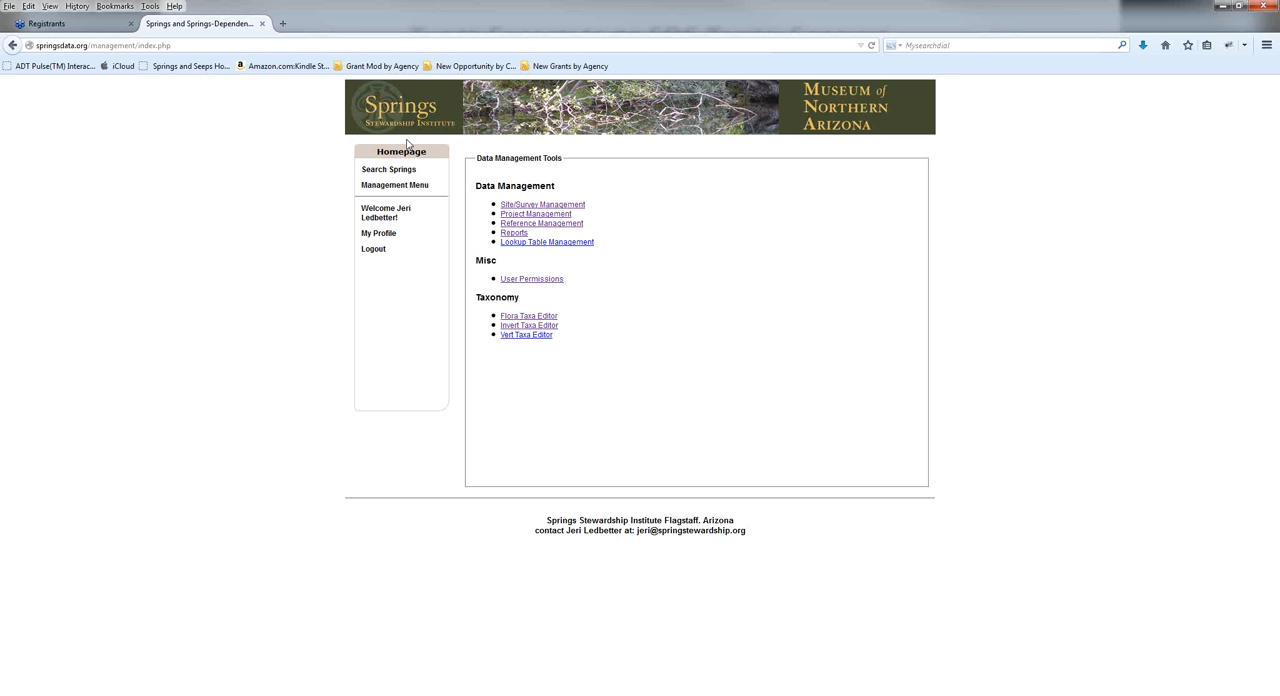 File Edit View History Bookmarks Tools Help
Registrants
Springs and Springs-Dependen...
springsdata.org/management/index.php
Mysearchdial
ADT Pulse(TM) Interac...
iCloud
Springs and Seeps Ho...
Amazon.com:Kindle St...
Grant Mod by Agency
New Opportunity by C...
New Grants by Agency
Springs
Stewardship Institute
Museum of
Northern
Arizona
Homepage
Search Springs
Management Menu
Welcome Jeri
Ledbetter!
My Profile
Logout
Data Management Tools
Data Management
Site/Survey Management
Project Management
Reference Management
Reports
Lookup Table Management
Misc
User Permissions
Taxonomy
Flora Taxa Editor
Invert Taxa Editor
Vert Taxa Editor
Springs Stewardship Institute Flagstaff. Arizona
contact Jeri Ledbetter at: jeri@springstewardship.org